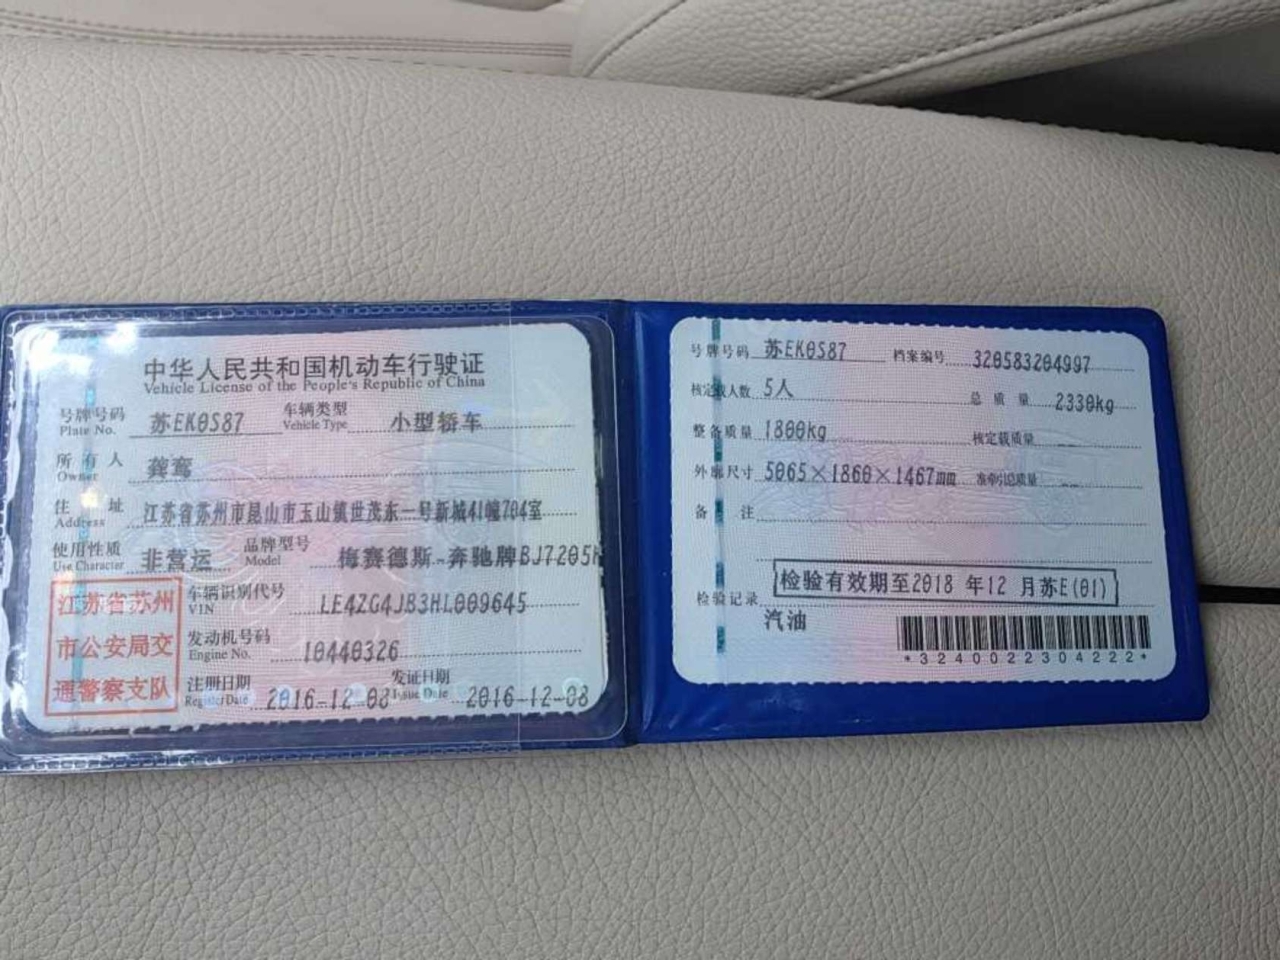 中华人民共和国机动车行驶证
Vehicle License of the People's Republic of China
号牌号码 苏EK0S87 车辆类型 小型轿车
Plate No. Vehicle Type
所有人 龚鸾
Owner
住址 江苏省苏州市昆山市玉山镇世茂东一号新城41幢704室
Address
使用性质 非营运 品牌型号 梅赛德斯-奔驰牌BJ7205H
Use Character Model
江苏省苏州
市公安局交
通警察支队
车辆识别代号 LE4ZG4JB3HL009645
VIN
发动机号码 10440326
Engine No.
注册日期 2016-12-08 发证日期 2016-12-08
Register Date Issue Date
号牌号码 苏EK0S87 档案编号 320583204997
核定载人数 5人 总质量 2330kg
整备质量 1800kg 核定载质量 --
外廓尺寸 5065×1860×1467mm 准牵引总质量 --
备注
检验有效期至2018 年12 月苏E(01)
检验记录
汽油
*3240022304222*